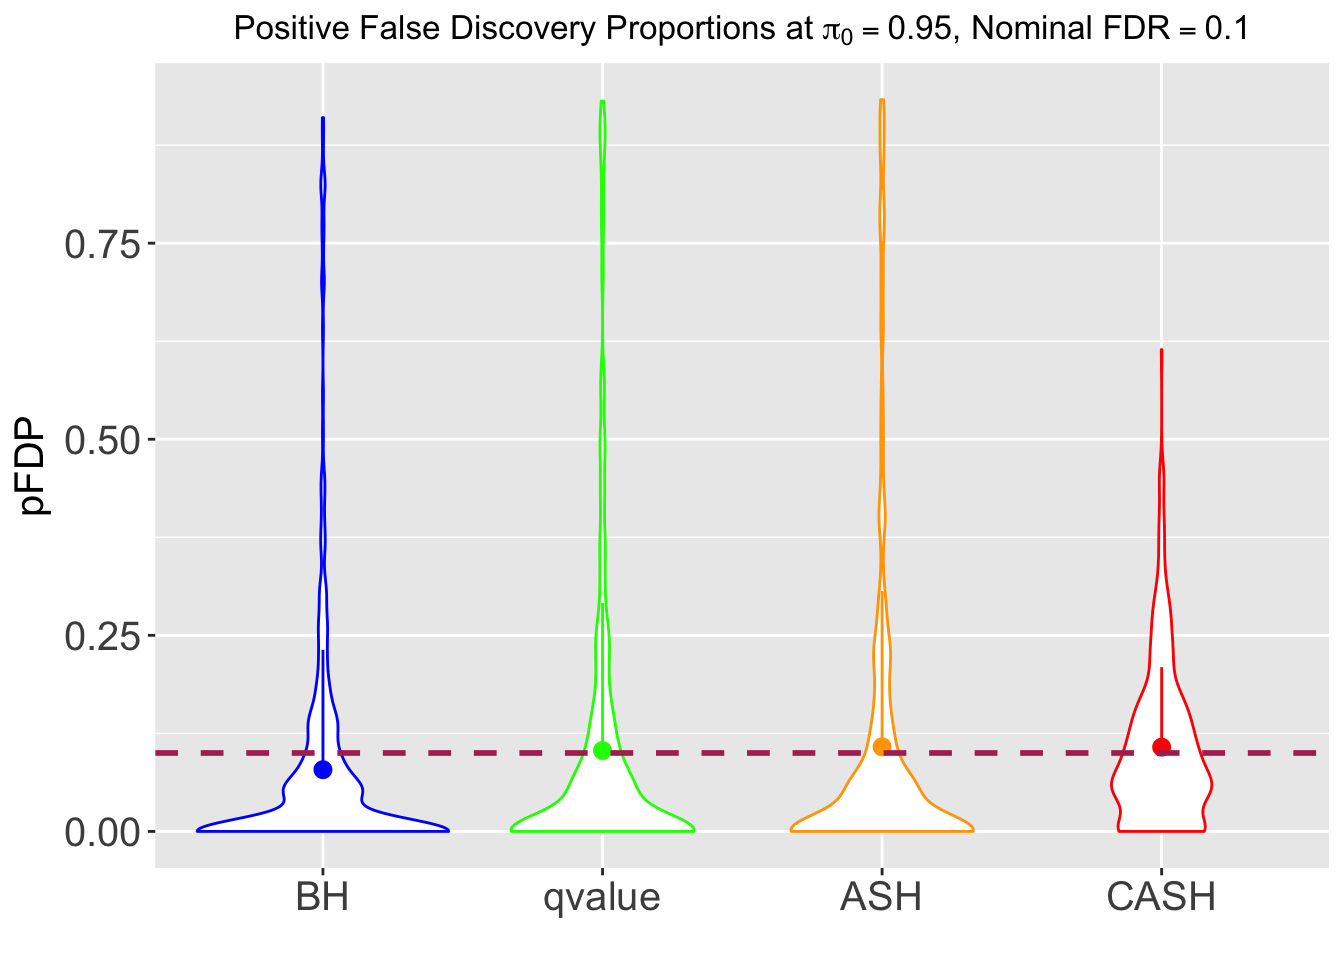 Positive False Discovery Proportions at π₀ = 0.95, Nominal FDR = 0.1
pFDP
0.75
0.50
0.25
0.00
BH qvalue ASH CASH